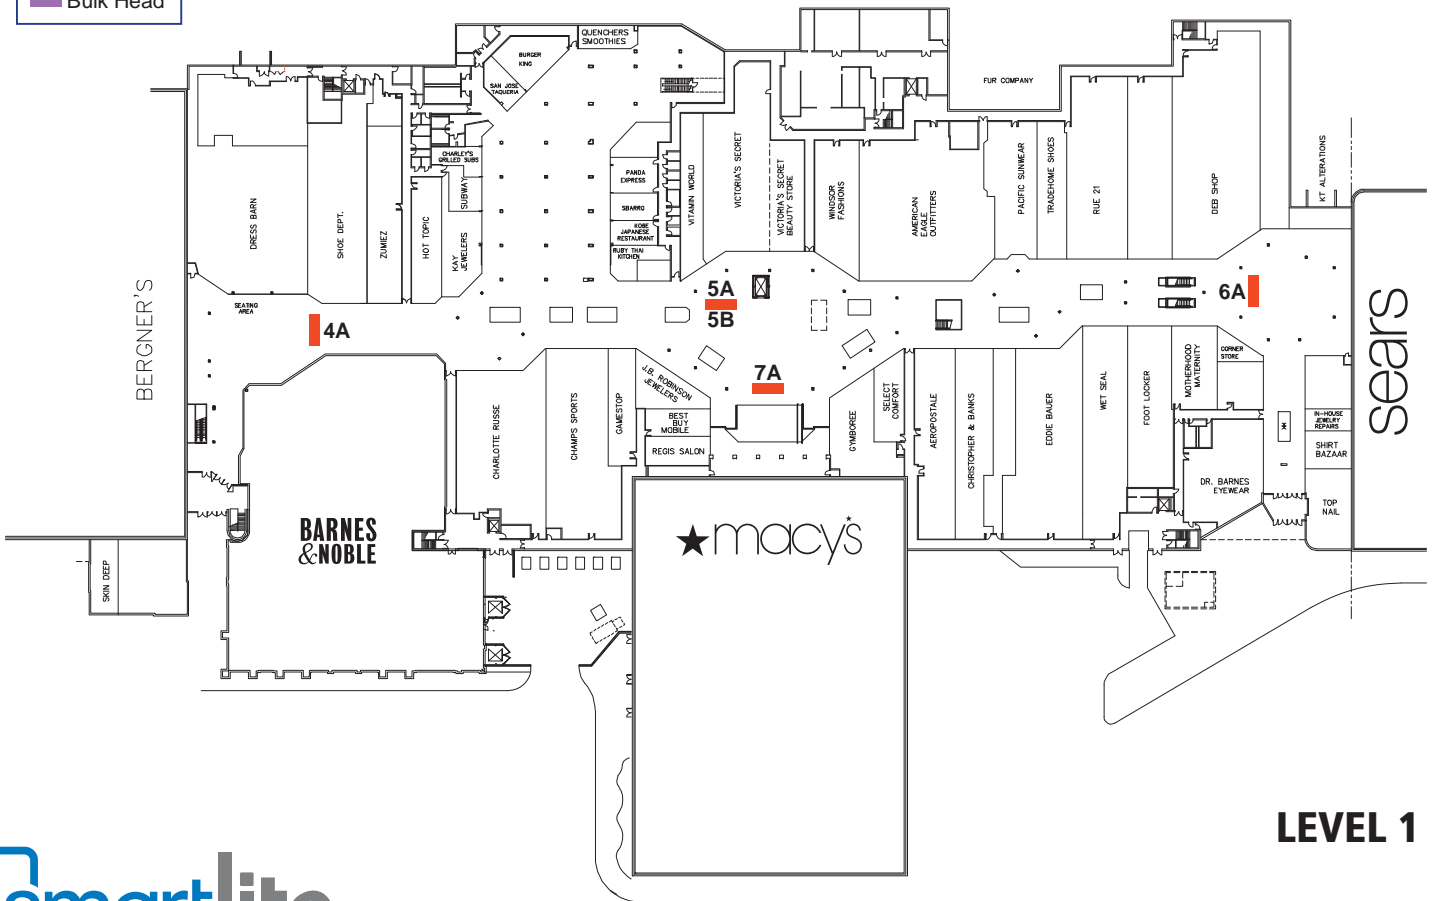 Bulk Head
QUENCHERS
SMOOTHIES
BURGER
KING
SAN JOSE
TAQUERIA
FUR COMPANY
CHARLEY'S
GRILLED SUBS
SUBWAY
PANDA
EXPRESS
SBARRO
KOBE
JAPANESE
RESTAURANT
RUBY THAI
KITCHEN
VITAMIN WORLD
VICTORIA'S SECRET
VICTORIA'S SECRET
BEAUTY STORE
WINDSOR
FASHIONS
AMERICAN
EAGLE
OUTFITTERS
PACIFIC SUNWEAR
TRADEHOME SHOES
RUE 21
DEB SHOP
KT ALTERATIONS
DRESS BARN
SHOE DEPT.
ZUMIEZ
HOT TOPIC
KAY
JEWELERS
BERGNER'S
SEATING
AREA
4A
5A
5B
6A
7A
sears
J.B. ROBINSON
JEWELERS
CHARLOTTE RUSSE
CHAMPS SPORTS
GAMESTOP
BEST
BUY
MOBILE
REGIS SALON
GYMBOREE
SELECT
COMFORT
AEROPOSTALE
CHRISTOPHER & BANKS
EDDIE BAUER
WET SEAL
FOOT LOCKER
MOTHERHOOD
MATERNITY
CORNER
STORE
IN-HOUSE
JEWELRY
REPAIRS
SHIRT
BAZAAR
DR. BARNES
EYEWEAR
TOP
NAIL
BARNES
&NOBLE
macy's
SKIN DEEP
LEVEL 1
smartlite